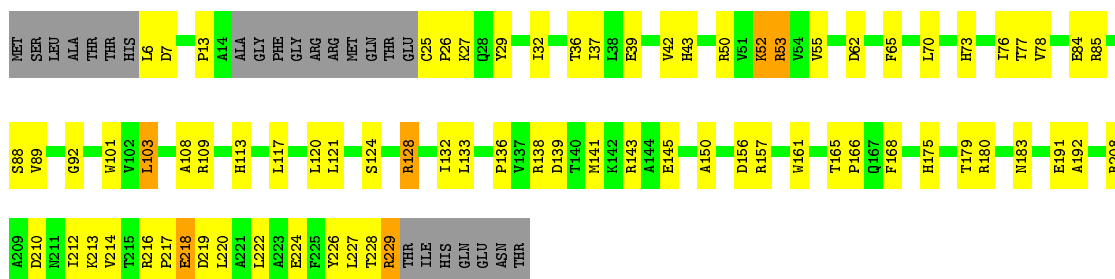 MET SER LEU ALA THR THR HIS L6 D7 P13 A14 ALA GLY PHE GLY ARG ARG MET GLN THR GLU C25 P26 K27 Q28 Y29 I32 T36 I37 L38 E39 V42 H43 R50 V51 K52 R53 V54 V55 D62 F65 L70 H73 I76 T77 V78 E84 R85
S88 V89 G92 W101 V102 L103 A108 R109 H113 L117 L120 L121 S124 R128 I132 L133 P136 V137 R138 D139 T140 M141 K142 R143 A144 E145 A150 D156 R157 W161 T165 P166 Q167 F168 H175 T179 R180 N183 E191 A192
A209 D210 N211 I212 K213 V214 T215 R216 P217 E218 D219 L220 A221 L222 A223 E224 F225 Y226 L227 T228 R229 THR ILE HIS GLN GLU ASN THR